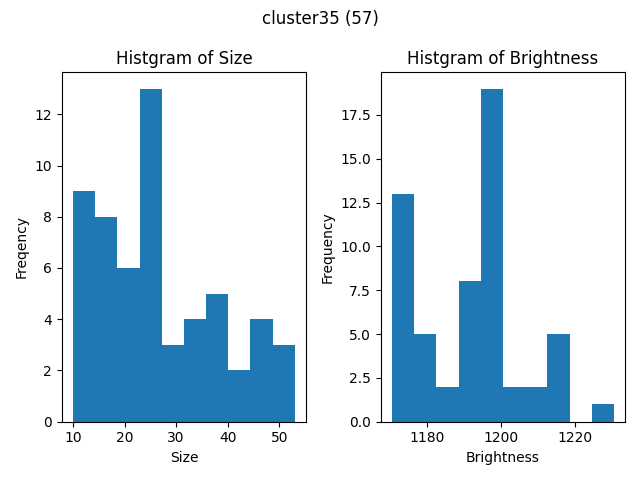 cluster35 (57)
Histgram of Size
Histgram of Brightness
12
10
8
6
4
2
0
Freqency
10 20 30 40 50
Size
17.5
15.0
12.5
10.0
7.5
5.0
2.5
0.0
Frequency
1180 1200 1220
Brightness